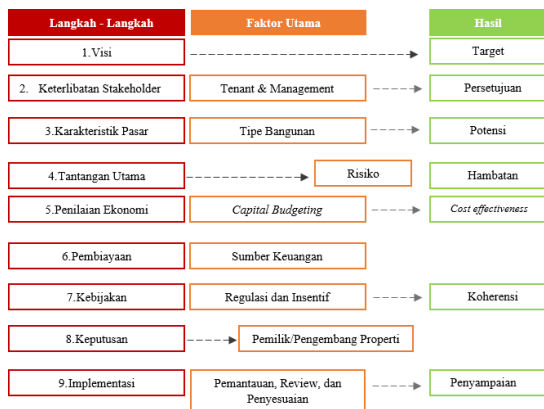 Langkah - Langkah Faktor Utama Hasil
1.Visi Target
2. Keterlibatan Stakeholder Tenant & Management Persetujuan
3.Karakteristik Pasar Tipe Bangunan Potensi
4.Tantangan Utama Risiko Hambatan
5.Penilaian Ekonomi Capital Budgeting Cost effectiveness
6.Pembiayaan Sumber Keuangan
7.Kebijakan Regulasi dan Insentif Koherensi
8.Keputusan Pemilik/Pengembang Properti
9.Implementasi Pemantauan, Review, dan
Penyesuaian Penyampaian